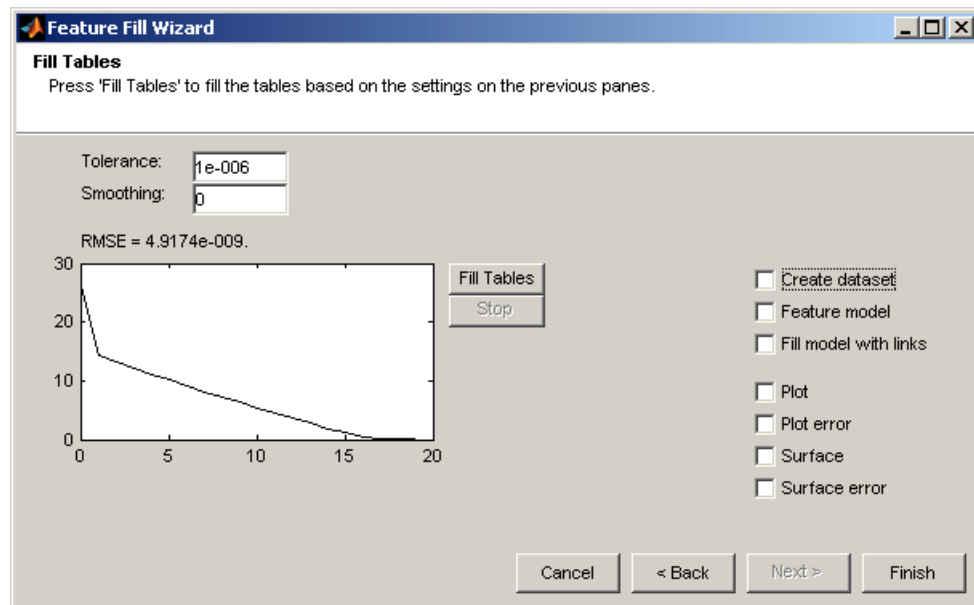 Feature Fill Wizard
Fill Tables
Press 'Fill Tables' to fill the tables based on the settings on the previous panes.
Tolerance:
1e-006
Smoothing:
0
RMSE = 4.9174e-009.
30
20
10
0
0 5 10 15 20
Fill Tables
Stop
Create dataset
Feature model
Fill model with links
Plot
Plot error
Surface
Surface error
Cancel
< Back
Next >
Finish